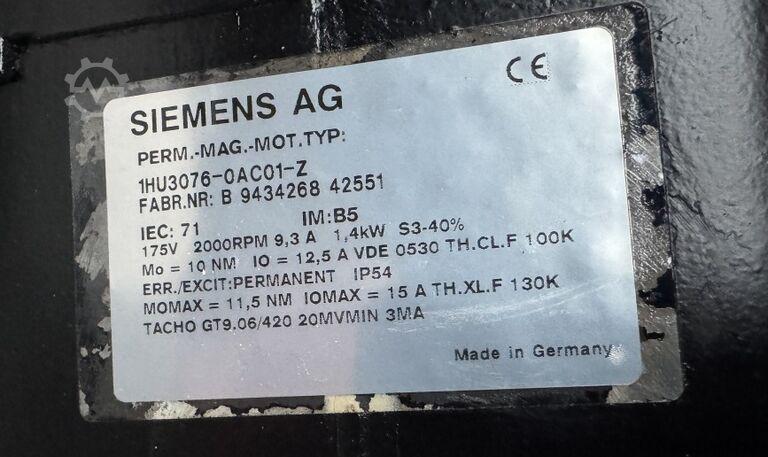 CE
SIEMENS AG
PERM.-MAG.-MOT.TYP:
1HU3076-0AC01-Z
FABR.NR: B 9434268 42551
IEC: 71 IM:B5
175V 2000RPM 9,3 A 1,4kW S3-40%
Mo = 10 NM IO = 12,5 A VDE 0530 TH.CL.F 100K
ERR./EXCIT:PERMANENT IP54
MOMAX = 11,5 NM IOMAX = 15 A TH.XL.F 130K
TACHO GT9.06/420 20MVMIN 3MA
Made in Germany